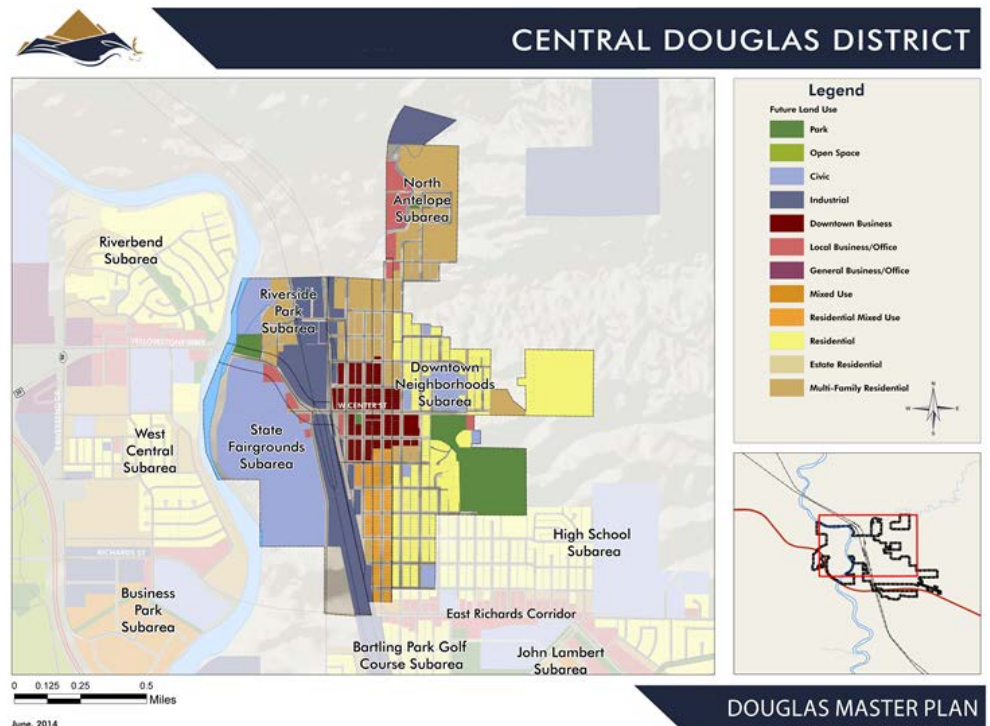 CENTRAL DOUGLAS DISTRICT
North
Antelope
Subarea
Riverbend
Subarea
Riverside
Park
Subarea
YELLOWSTONE HWY
Downtown
Neighborhoods
Subarea
W CENTER ST
State
Fairgrounds
Subarea
West
Central
Subarea
High School
Subarea
RICHARDS ST
Business
Park
Subarea
East Richards Corridor
Bartling Park Golf
Course Subarea
John Lambert
Subarea
Legend
Future Land Use
Park
Open Space
Civic
Industrial
Downtown Business
Local Business/Office
General Business/Office
Mixed Use
Residential Mixed Use
Residential
Estate Residential
Multi-Family Residential
N
W
E
S
0 0.125 0.25 0.5
Miles
June, 2014
DOUGLAS MASTER PLAN